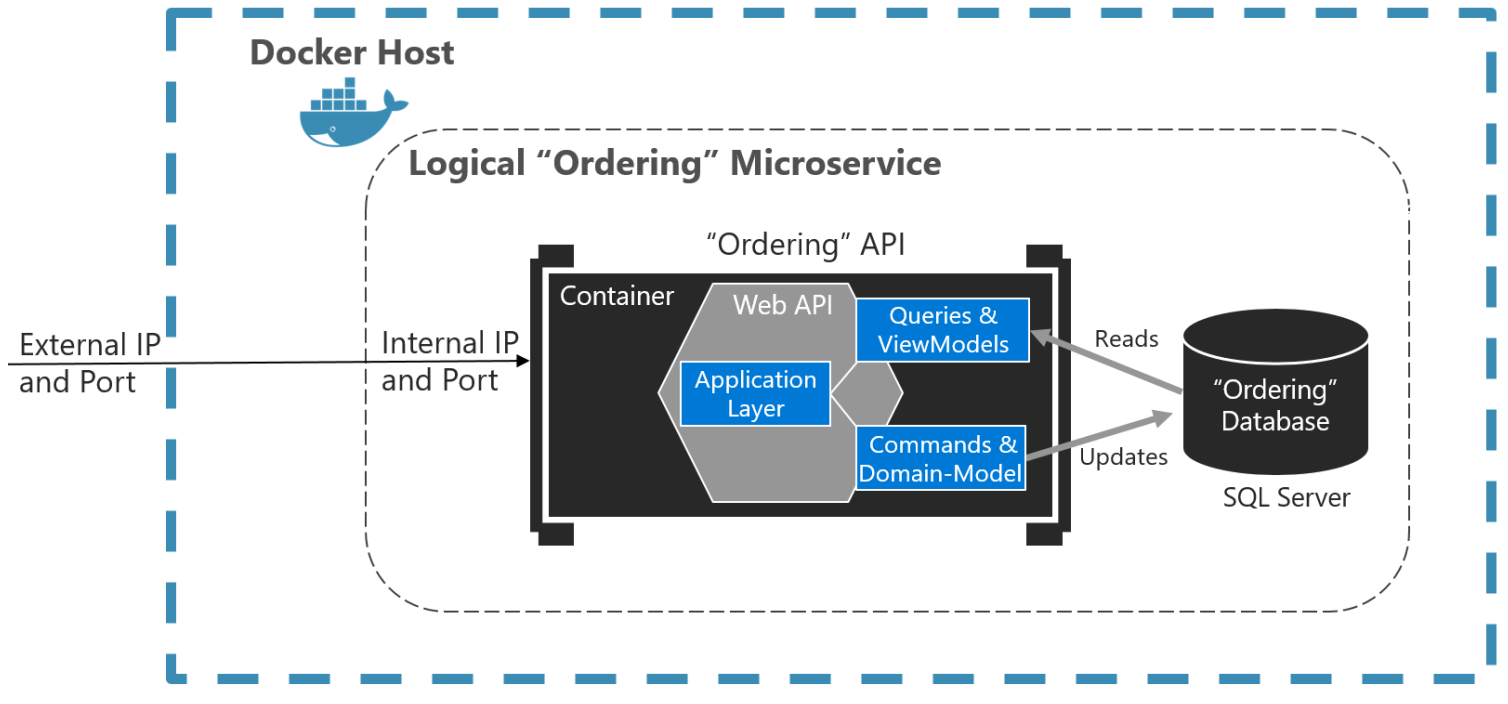 Docker Host
Logical “Ordering” Microservice
“Ordering” API
Container
Web API
Queries &
ViewModels
Application
Layer
Commands &
Domain-Model
External IP
and Port
Internal IP
and Port
Reads
Updates
“Ordering”
Database
SQL Server